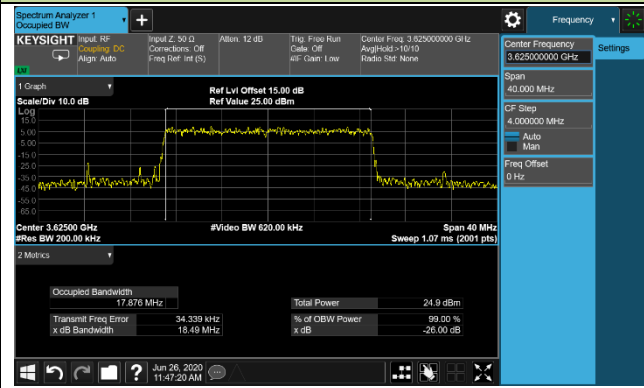 Spectrum Analyzer 1
Occupied BW
Frequency
KEYSIGHT
Input: RF
Coupling: DC
Align: Auto
Input Z: 50 Ω
Corrections: Off
Freq Ref: Int (S)
Atten: 12 dB
Trig: Free Run
Gate: Off
#IF Gain: Low
Center Freq: 3.625000000 GHz
Avg|Hold:>10/10
Radio Std: None
Center Frequency
3.625000000 GHz
Settings
Span
40.000 MHz
CF Step
4.000000 MHz
Auto
Man
Freq Offset
0 Hz
1 Graph
Scale/Div 10.0 dB
Ref Lvl Offset 15.00 dB
Ref Value 25.00 dBm
Log
15.0
5.00
-5.00
-15.0
-25.0
-35.0
-45.0
-55.0
-65.0
Center 3.62500 GHz
#Res BW 200.00 kHz
#Video BW 620.00 kHz
Span 40 MHz
Sweep 1.07 ms (2001 pts)
2 Metrics
Occupied Bandwidth
17.876 MHz
Total Power 24.9 dBm
Transmit Freq Error 34.339 kHz
% of OBW Power 99.00 %
x dB Bandwidth 18.49 MHz
x dB -26.00 dB
Jun 26, 2020
11:47:20 AM